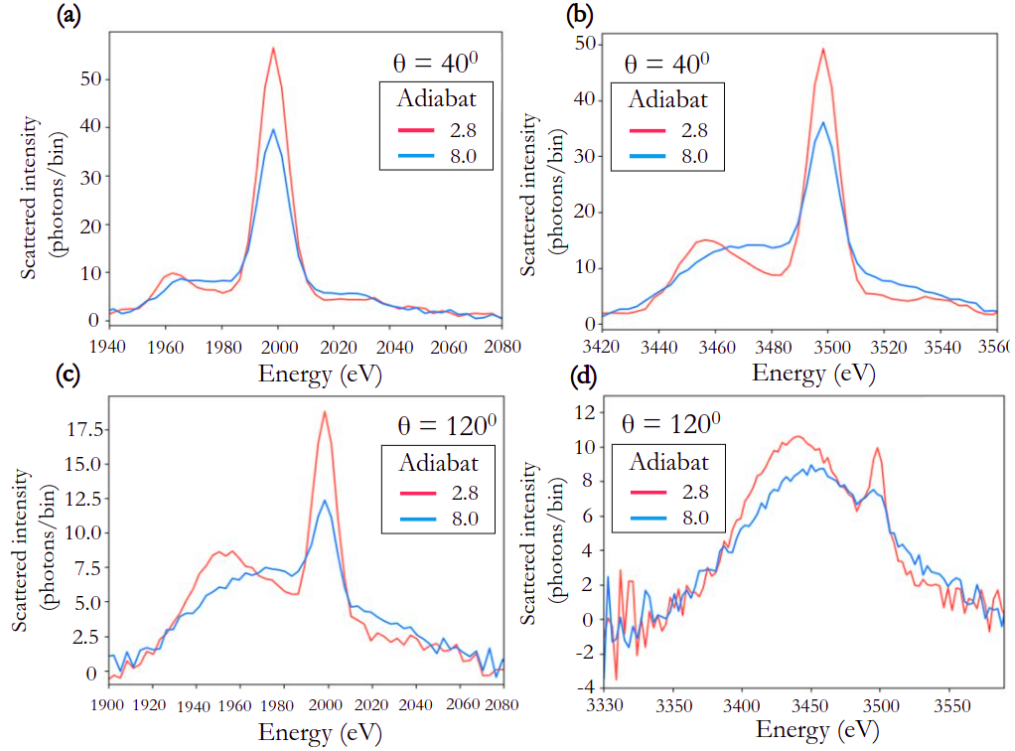 (a)
θ = 40⁰
Adiabat
2.8
8.0
Scattered intensity
(photons/bin)
50
40
30
20
10
0
1940
1960
1980
2000
2020
2040
2060
2080
Energy (eV)
(b)
θ = 40⁰
Adiabat
2.8
8.0
Scattered intensity
(photons/bin)
50
40
30
20
10
0
3420
3440
3460
3480
3500
3520
3540
3560
Energy (eV)
(c)
θ = 120⁰
Adiabat
2.8
8.0
Scattered intensity
(photons/bin)
17.5
15.0
12.5
10.0
7.5
5.0
2.5
0
1900
1920
1940
1960
1980
2000
2020
2040
2060
2080
Energy (eV)
(d)
θ = 120⁰
Adiabat
2.8
8.0
Scattered intensity
(photons/bin)
12
10
8
6
4
2
0
-2
-4
3330
3350
3400
3450
3500
3550
Energy (eV)